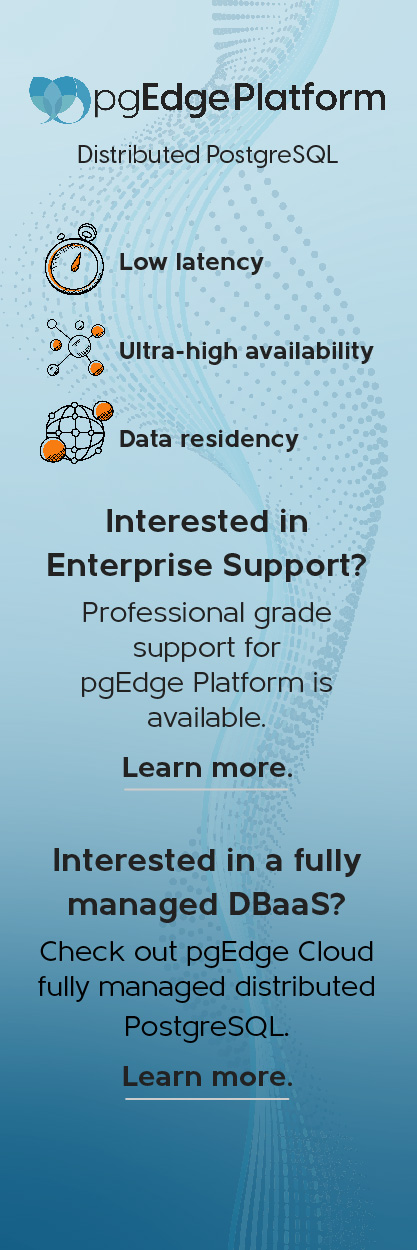 pgEdge Platform
Distributed PostgreSQL
Low latency
Ultra-high availability
Data residency
Interested in
Enterprise Support?
Professional grade
support for
pgEdge Platform is
available.
Learn more.
Interested in a fully
managed DBaaS?
Check out pgEdge Cloud
fully managed distributed
PostgreSQL.
Learn more.